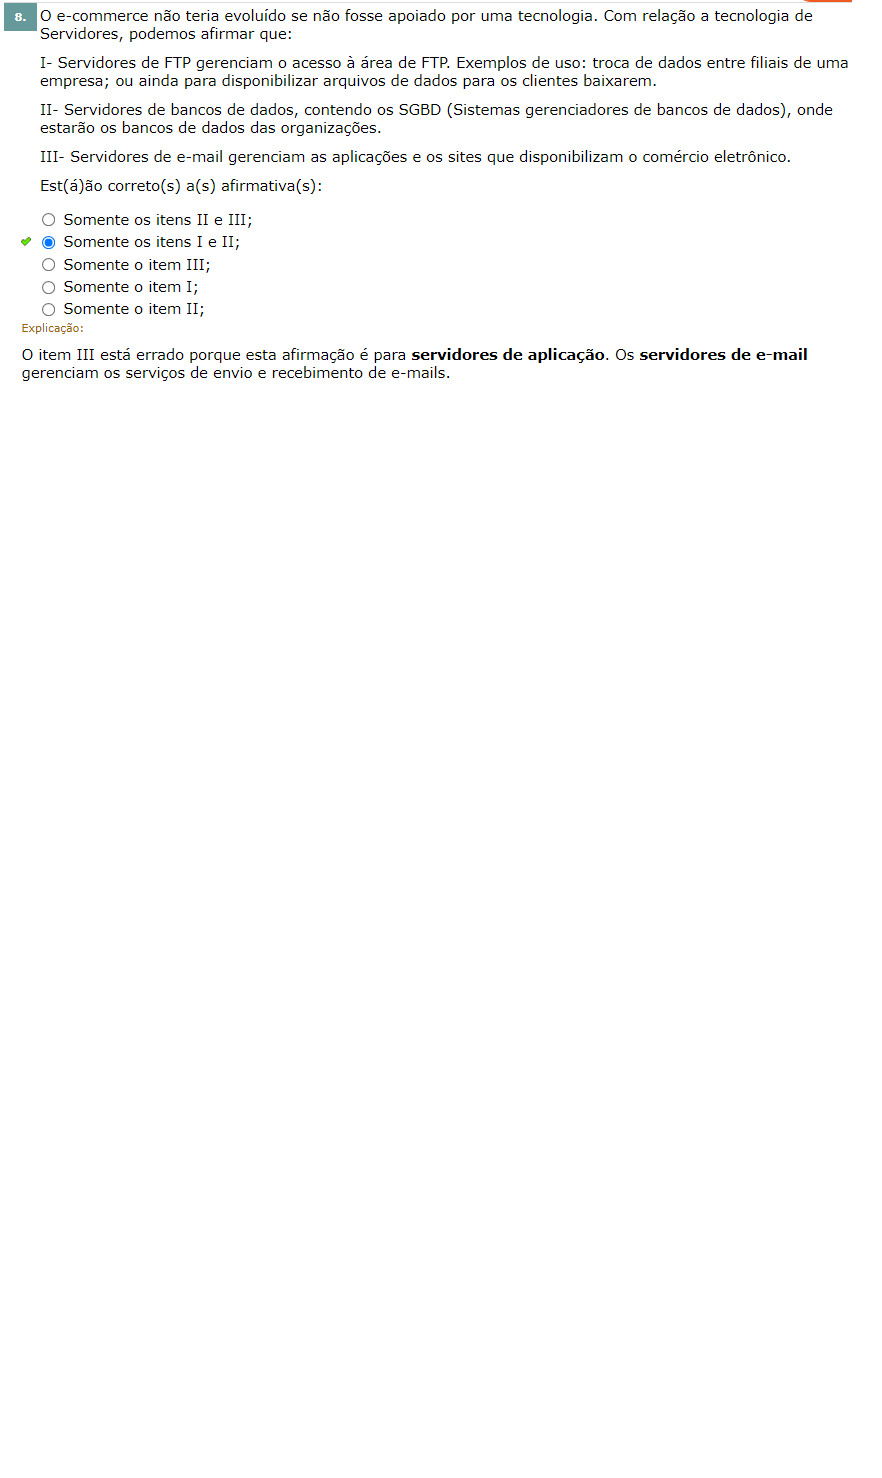 8. O e-commerce não teria evoluído se não fosse apoiado por uma tecnologia. Com relação a tecnologia de
Servidores, podemos afirmar que:
I- Servidores de FTP gerenciam o acesso à área de FTP. Exemplos de uso: troca de dados entre filiais de uma
empresa; ou ainda para disponibilizar arquivos de dados para os clientes baixarem.
II- Servidores de bancos de dados, contendo os SGBD (Sistemas gerenciadores de bancos de dados), onde
estarão os bancos de dados das organizações.
III- Servidores de e-mail gerenciam as aplicações e os sites que disponibilizam o comércio eletrônico.
Est(á)ão correto(s) a(s) afirmativa(s):
Somente os itens II e III;
Somente os itens I e II;
Somente o item III;
Somente o item I;
Somente o item II;
Explicação:
O item III está errado porque esta afirmação é para servidores de aplicação. Os servidores de e-mail
gerenciam os serviços de envio e recebimento de e-mails.